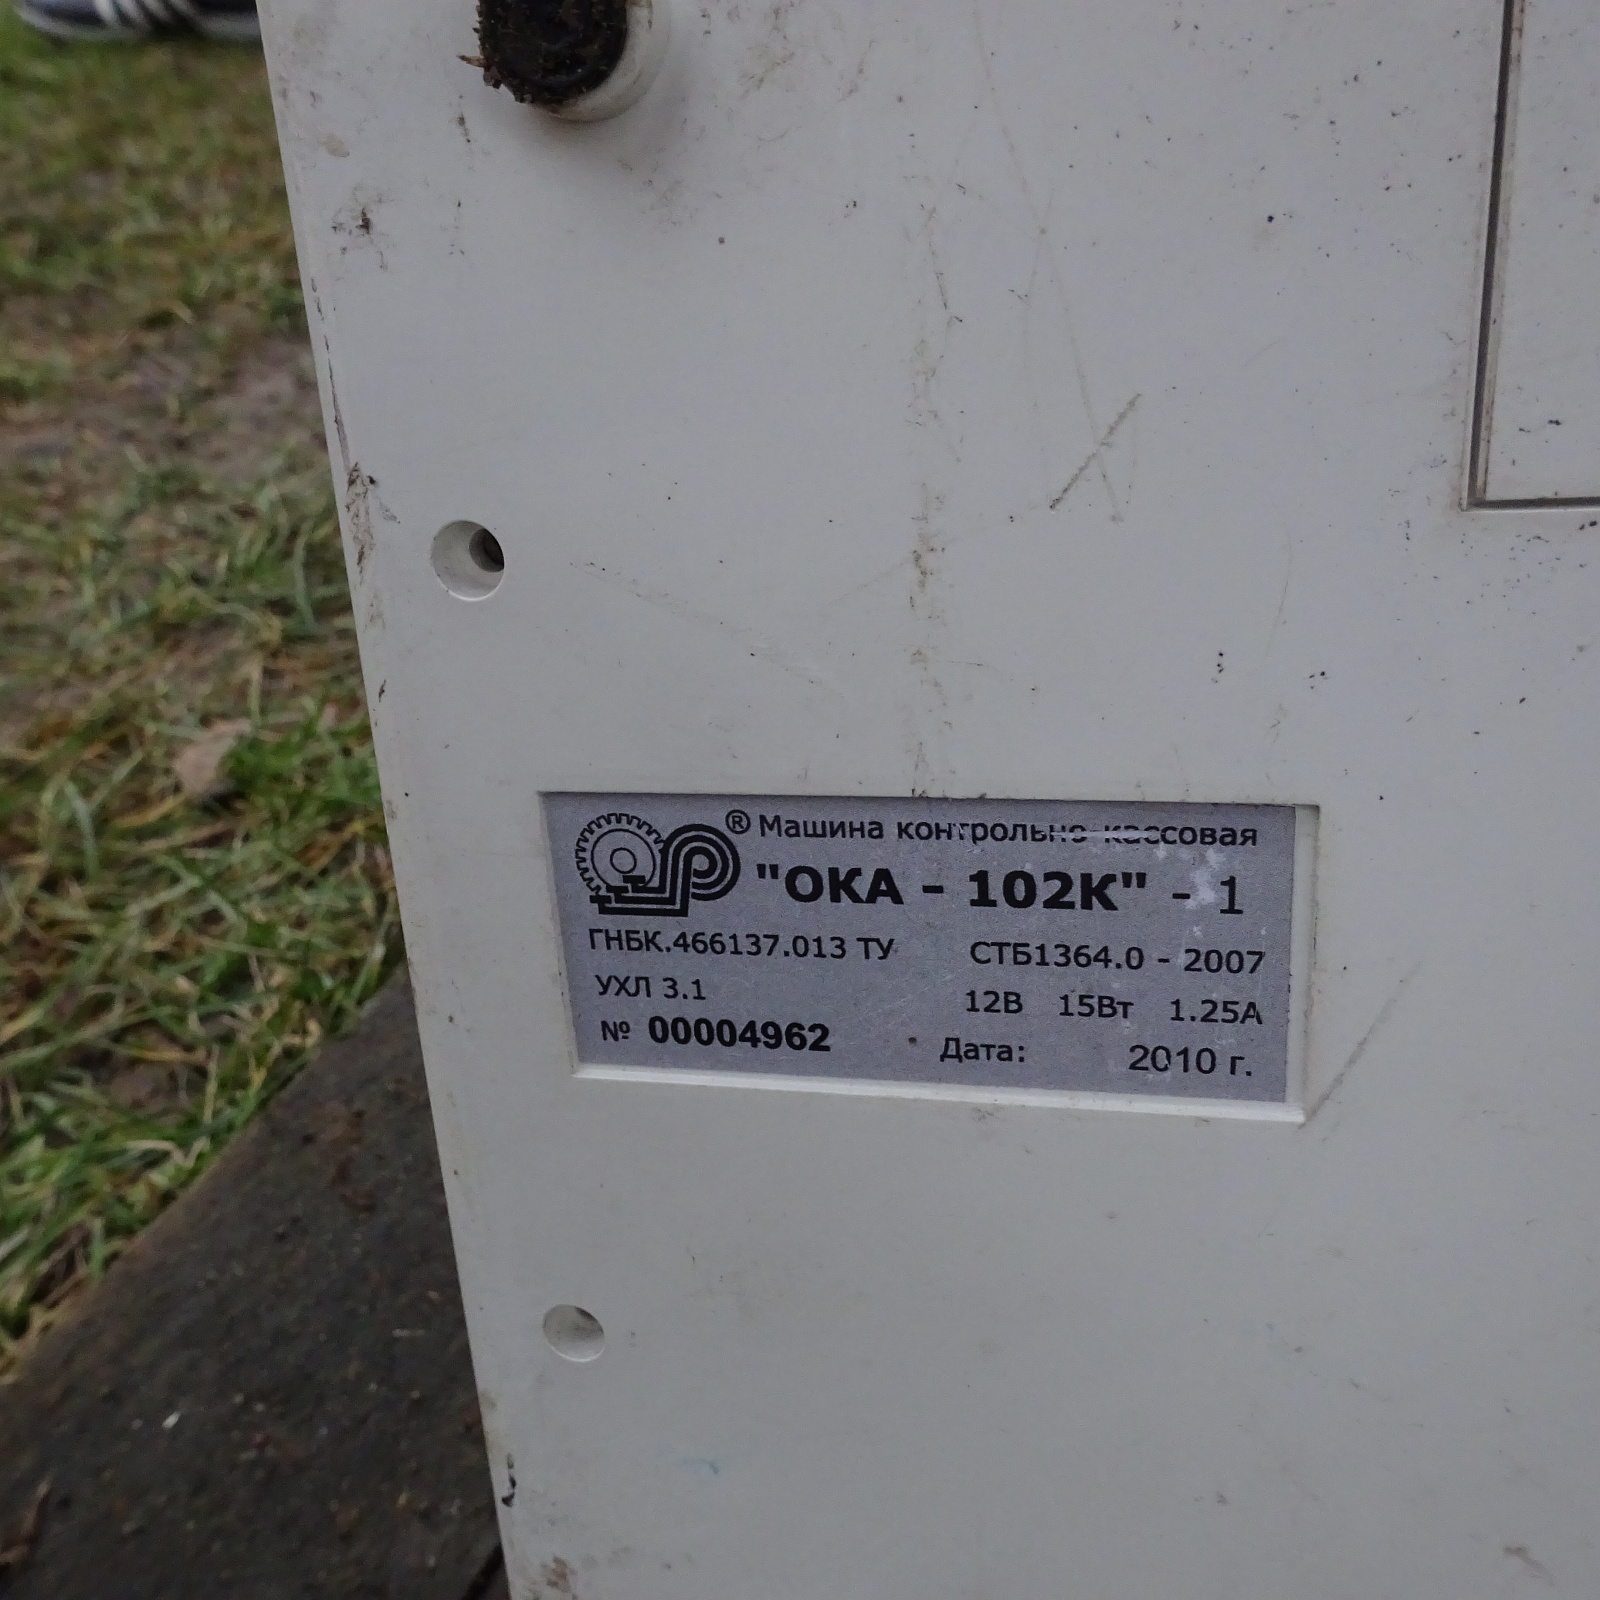 ® Машина контрольно-кассовая
"ОКА - 102К" - 1
ГНБК.466137.013 ТУ СТБ1364.0 - 2007
УХЛ 3.1 12В 15Вт 1.25А
№ 00004962 Дата: 2010 г.